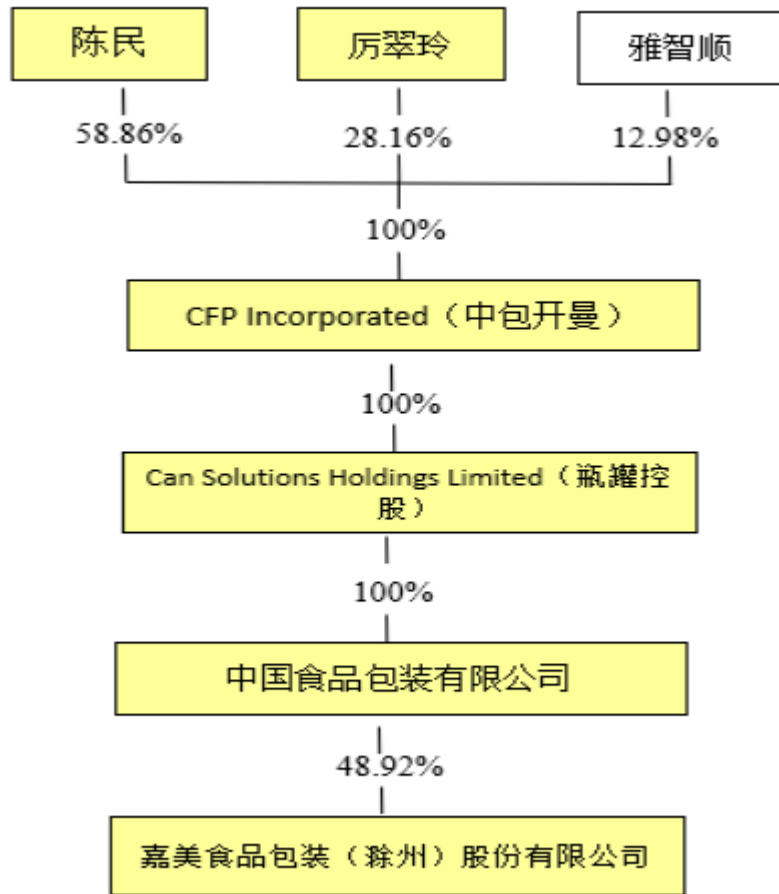 陈民
厉翠玲
雅智顺
58.86%
28.16%
12.98%
100%
CFP Incorporated（中包开曼）
100%
Can Solutions Holdings Limited（瓶罐控
股）
100%
中国食品包装有限公司
48.92%
嘉美食品包装（滁州）股份有限公司